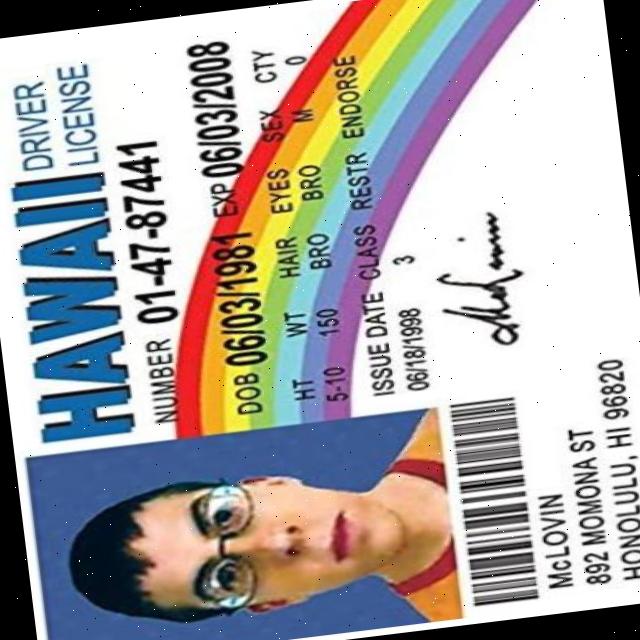 HAWAII DRIVER LICENSE
NUMBER 01-47-87441
DOB 06/03/1981 EXP 06/03/2008
HT WT HAIR EYES SEX CTY
5-10 150 BRO BRO M 0
ISSUE DATE CLASS RESTR ENDORSE
06/18/1998 3
McLovin
McLOVIN
892 MOMONA ST
HONOLULU, HI 96820